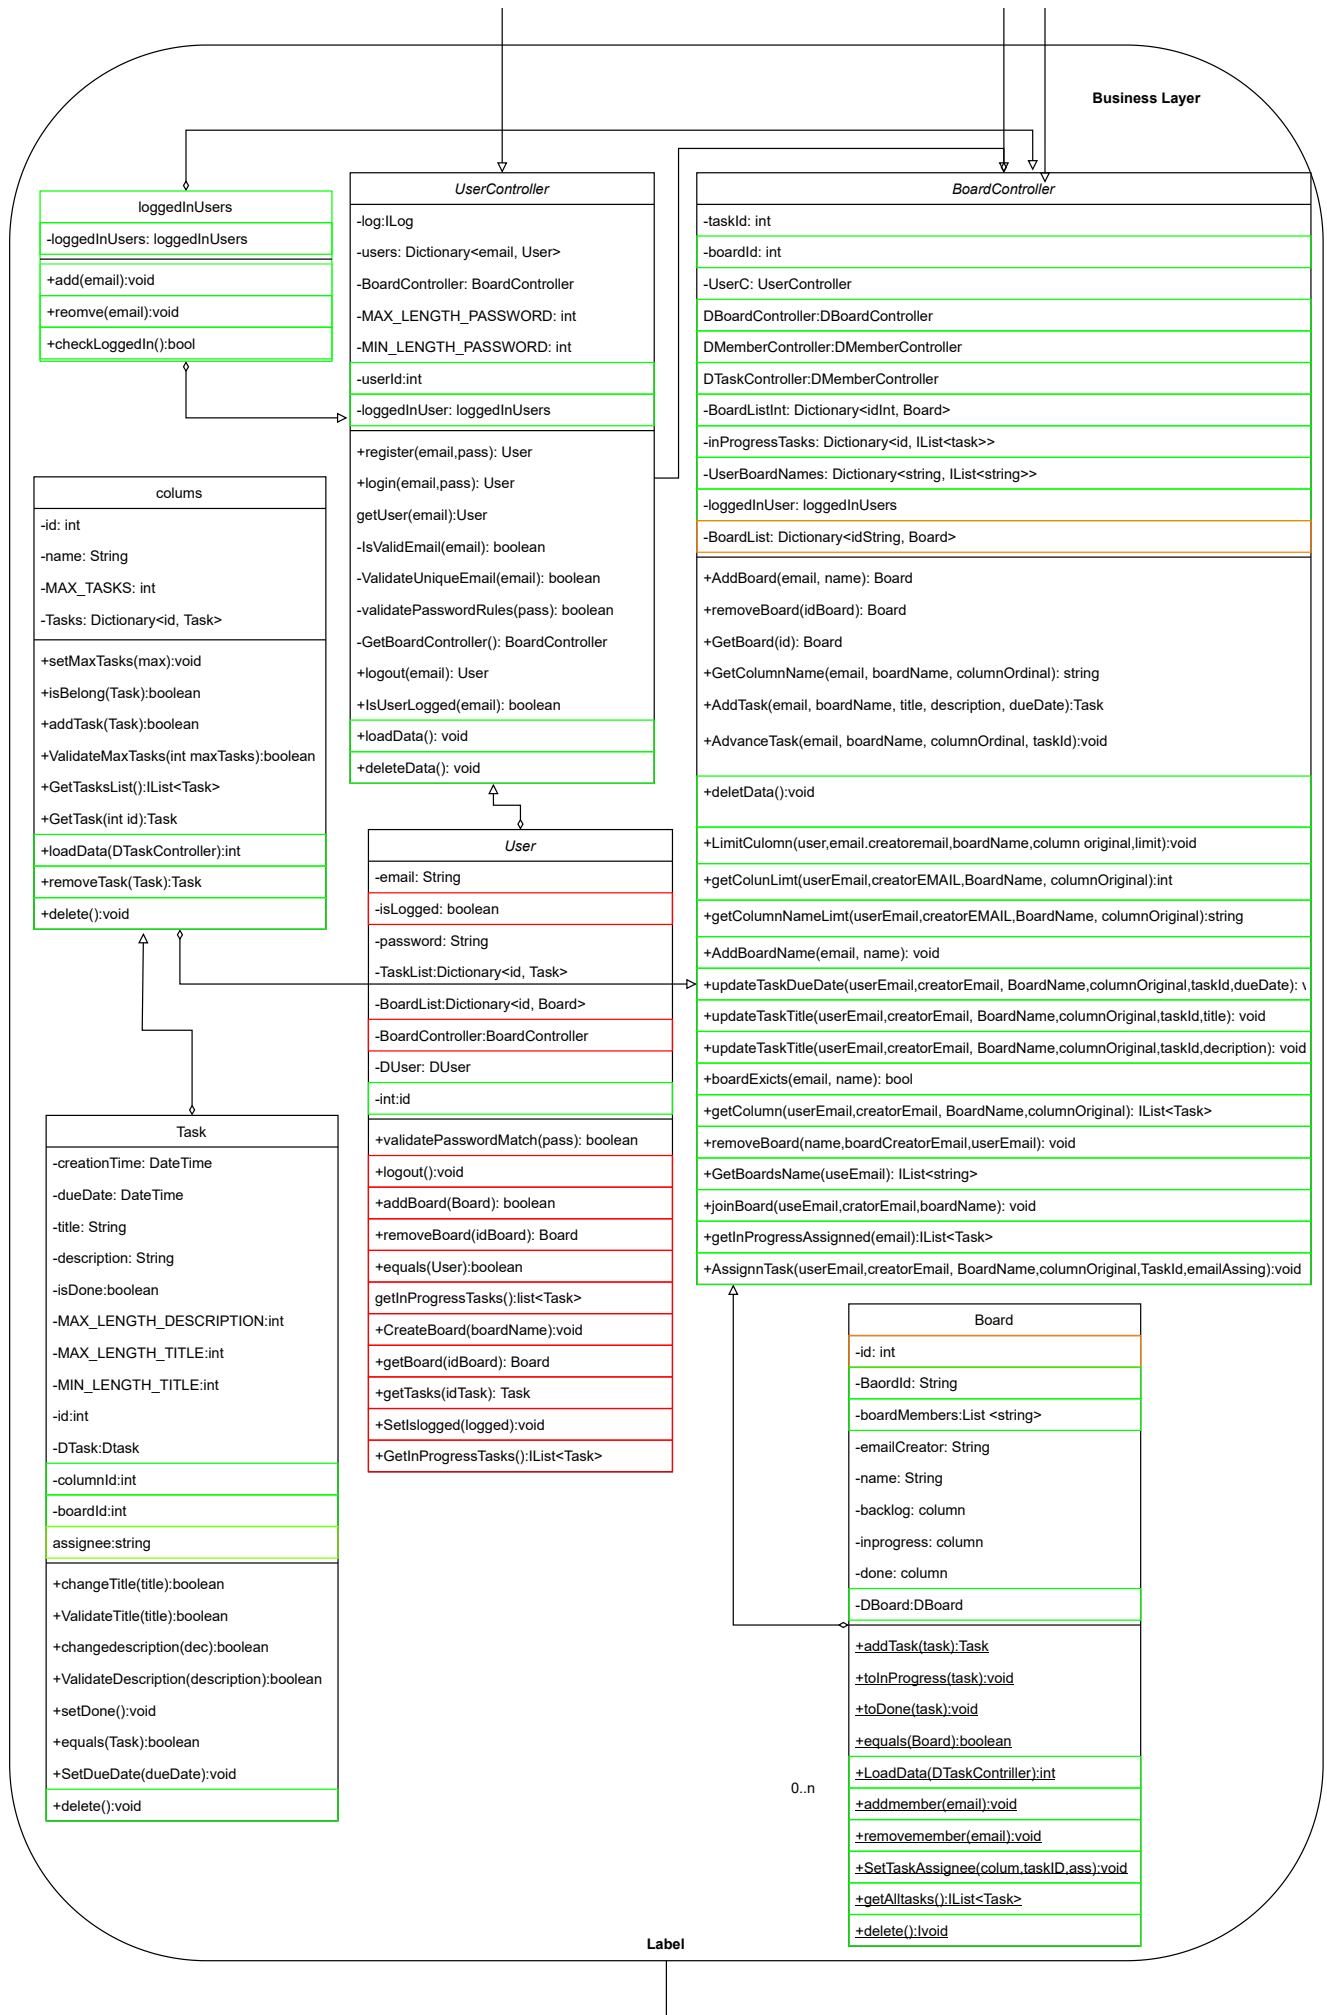 Business Layer
loggedInUsers
-loggedInUsers: loggedInUsers
+add(email):void
+reomve(email):void
+checkLoggedIn():bool
UserController
-log:ILog
-users: Dictionary<email, User>
-BoardController: BoardController
-MAX_LENGTH_PASSWORD: int
-MIN_LENGTH_PASSWORD: int
-userId:int
-loggedInUser: loggedInUsers
+register(email,pass): User
+login(email,pass): User
getUser(email):User
-IsValidEmail(email): boolean
-ValidateUniqueEmail(email): boolean
-validatePasswordRules(pass): boolean
-GetBoardController(): BoardController
+logout(email): User
+IsUserLogged(email): boolean
+loadData(): void
+deleteData(): void
BoardController
-taskId: int
-boardId: int
-UserC: UserController
DBoardController:DBoardController
DMemberController:DMemberController
DTaskController:DMemberController
-BoardListInt: Dictionary<idInt, Board>
-inProgressTasks: Dictionary<id, IList<task>>
-UserBoardNames: Dictionary<string, IList<string>>
-loggedInUser: loggedInUsers
-BoardList: Dictionary<idString, Board>
+AddBoard(email, name): Board
+removeBoard(idBoard): Board
+GetBoard(id): Board
+GetColumnName(email, boardName, columnOrdinal): string
+AddTask(email, boardName, title, description, dueDate):Task
+AdvanceTask(email, boardName, columnOrdinal, taskId):void
+deletData():void
+LimitCulomn(user,email.creatoremail,boardName,column original,limit):void
+getColunLimt(userEmail,creatorEMAIL,BoardName, columnOriginal):int
+getColumnNameLimt(userEmail,creatorEMAIL,BoardName, columnOriginal):string
+AddBoardName(email, name): void
+updateTaskDueDate(userEmail,creatorEmail, BoardName,columnOriginal,taskId,dueDate): v
+updateTaskTitle(userEmail,creatorEmail, BoardName,columnOriginal,taskId,title): void
+updateTaskTitle(userEmail,creatorEmail, BoardName,columnOriginal,taskId,decription): void
+boardExicts(email, name): bool
+getColumn(userEmail,creatorEmail, BoardName,columnOriginal): IList<Task>
+removeBoard(name,boardCreatorEmail,userEmail): void
+GetBoardsName(useEmail): IList<string>
+joinBoard(useEmail,cratorEmail,boardName): void
+getInProgressAssignned(email):IList<Task>
+AssignnTask(userEmail,creatorEmail, BoardName,columnOriginal,TaskId,emailAssing):void
colums
-id: int
-name: String
-MAX_TASKS: int
-Tasks: Dictionary<id, Task>
+setMaxTasks(max):void
+isBelong(Task):boolean
+addTask(Task):boolean
+ValidateMaxTasks(int maxTasks):boolean
+GetTasksList():IList<Task>
+GetTask(int id):Task
+loadData(DTaskController):int
+removeTask(Task):Task
+delete():void
User
-email: String
-isLogged: boolean
-password: String
-TaskList:Dictionary<id, Task>
-BoardList:Dictionary<id, Board>
-BoardController:BoardController
-DUser: DUser
-int:id
+validatePasswordMatch(pass): boolean
+logout():void
+addBoard(Board): boolean
+removeBoard(idBoard): Board
+equals(User):boolean
getInProgressTasks():list<Task>
+CreateBoard(boardName):void
+getBoard(idBoard): Board
+getTasks(idTask): Task
+SetIslogged(logged):void
+GetInProgressTasks():IList<Task>
Task
-creationTime: DateTime
-dueDate: DateTime
-title: String
-description: String
-isDone:boolean
-MAX_LENGTH_DESCRIPTION:int
-MAX_LENGTH_TITLE:int
-MIN_LENGTH_TITLE:int
-id:int
-DTask:Dtask
-columnId:int
-boardId:int
assignee:string
+changeTitle(title):boolean
+ValidateTitle(title):boolean
+changedescription(dec):boolean
+ValidateDescription(description):boolean
+setDone():void
+equals(Task):boolean
+SetDueDate(dueDate):void
+delete():void
Board
-id: int
-BaordId: String
-boardMembers:List <string>
-emailCreator: String
-name: String
-backlog: column
-inprogress: column
-done: column
-DBoard:DBoard
+addTask(task):Task
+toInProgress(task):void
+toDone(task):void
+equals(Board):boolean
+LoadData(DTaskContriller):int
+addmember(email):void
+removemember(email):void
+SetTaskAssignee(colum,taskID,ass):void
+getAlltasks():IList<Task>
+delete():Ivoid
0..n
Label